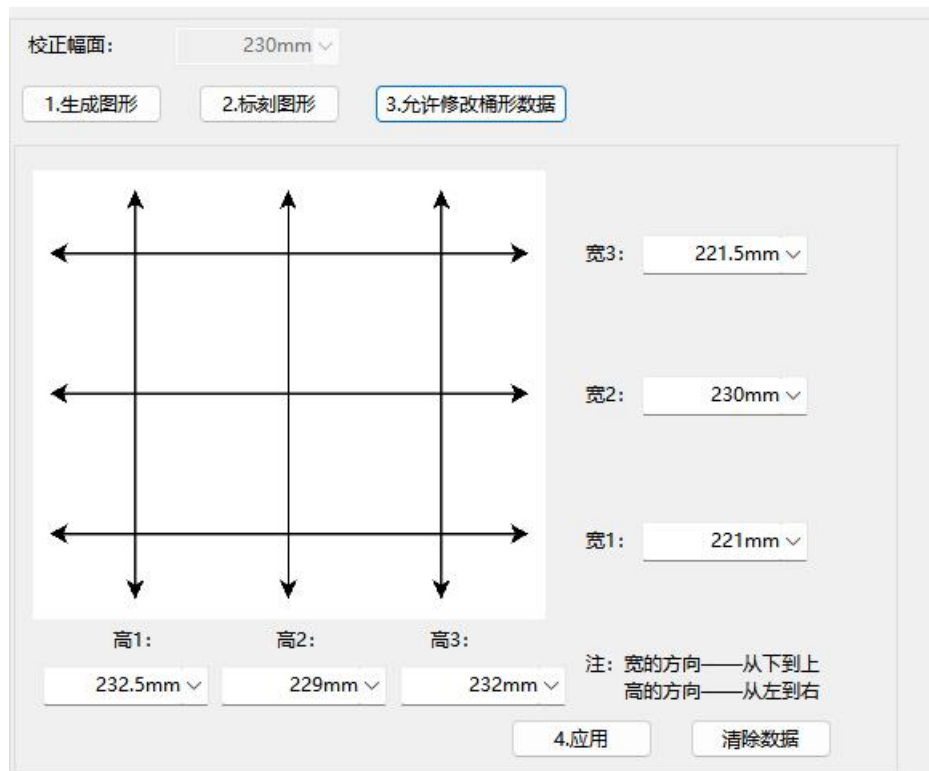 校正幅面： 230mm
1.生成图形 2.标刻图形 3.允许修改桶形数据
宽3： 221.5mm
宽2： 230mm
宽1： 221mm
高1： 高2： 高3：
232.5mm 229mm 232mm
注：宽的方向——从下到上
高的方向——从左到右
4.应用 清除数据